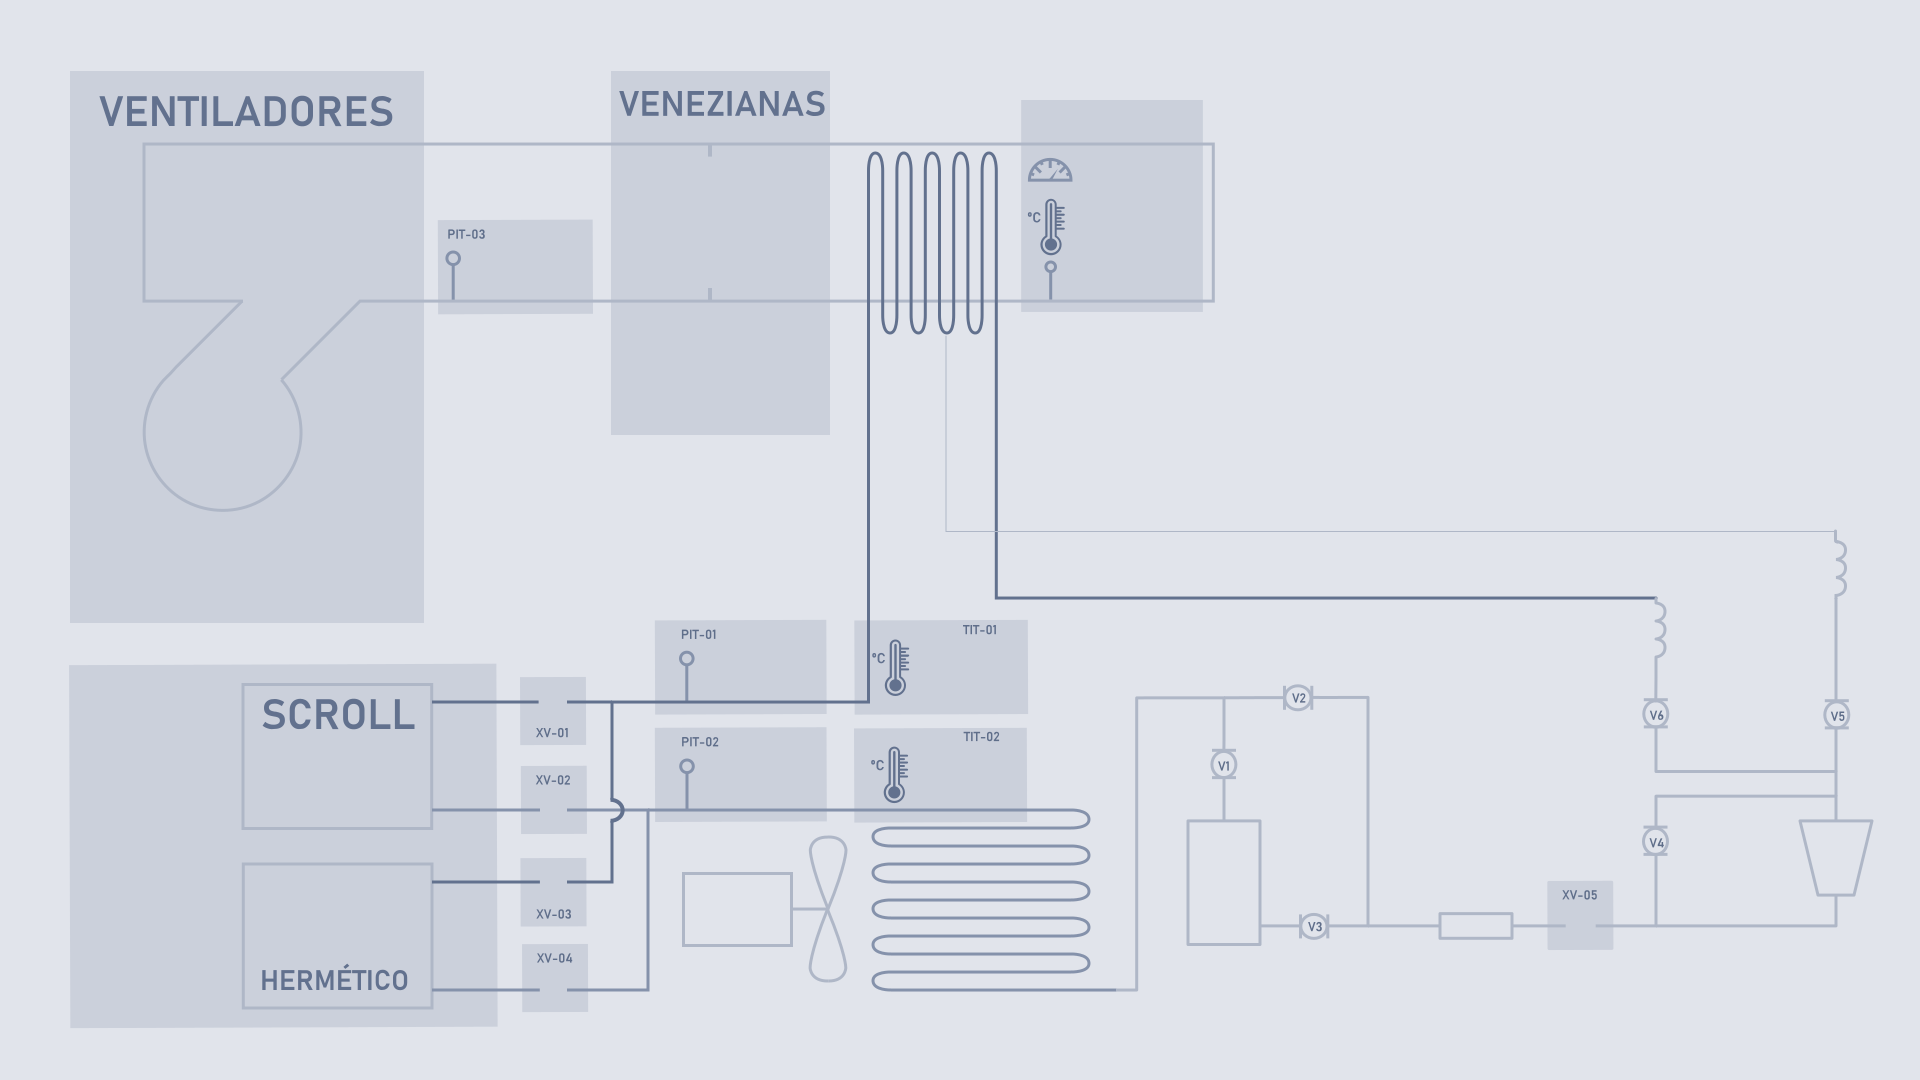 VENTILADORES
VENEZIANAS
PIT-03
°C
PIT-01
TIT-01
°C
SCROLL
XV-01
PIT-02
TIT-02
°C
XV-02
XV-03
XV-04
HERMÉTICO
V2
V1
V3
XV-05
V6
V5
V4